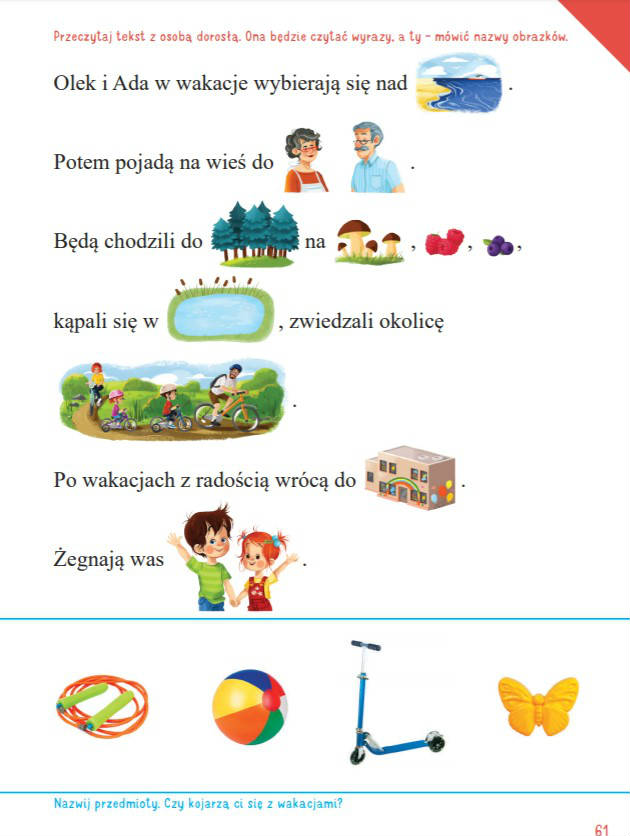 Przeczytaj tekst z osobą dorosłą. Ona będzie czytać wyrazy, a ty – mówić nazwy obrazków.
Olek i Ada w wakacje wybierają się nad .
Potem pojadą na wieś do .
Będą chodzili do na , , ,
kąpali się w , zwiedzali okolicę
.
Po wakacjach z radością wrócą do .
Żegnają was .
Nazwij przedmioty. Czy kojarzą ci się z wakacjami?
61